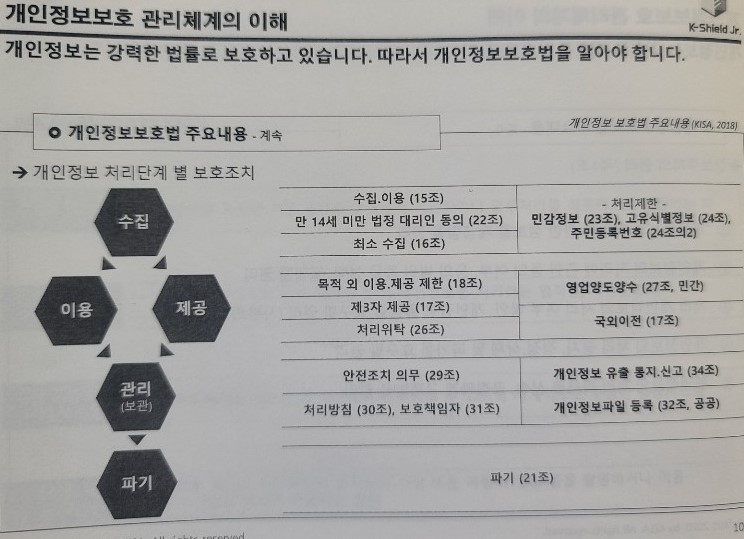 개인정보보호 관리체계의 이해
K-Shield Jr.
개인정보는 강력한 법률로 보호하고 있습니다. 따라서 개인정보보호법을 알아야 합니다.
개인정보보호법 주요내용 - 계속
개인정보 보호법 주요내용(KISA, 2018)
→ 개인정보 처리단계 별 보호조치
수집
수집.이용 (15조)
만 14세 미만 법정 대리인 동의 (22조)
최소 수집 (16조)
- 처리제한 -
민감정보 (23조), 고유식별정보 (24조),
주민등록번호 (24조의2)
이용
제공
목적 외 이용.제공 제한 (18조)
제3자 제공 (17조)
처리위탁 (26조)
영업양도양수 (27조, 민간)
국외이전 (17조)
관리
(보관)
안전조치 의무 (29조)
개인정보 유출 통지.신고 (34조)
처리방침 (30조), 보호책임자 (31조)
개인정보파일 등록 (32조, 공공)
파기
파기 (21조)
All rights reserved
10